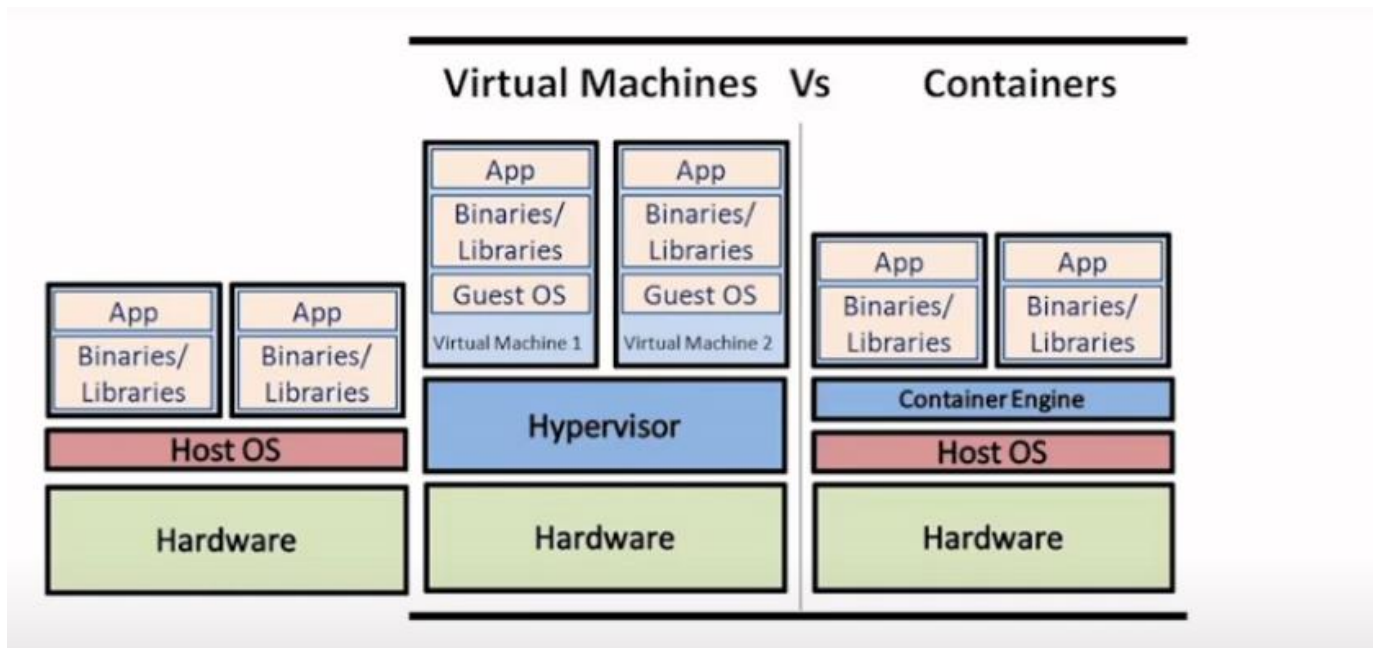 Virtual Machines Vs Containers
App
Binaries/
Libraries
App
Binaries/
Libraries
Host OS
Hardware
App
Binaries/
Libraries
Guest OS
Virtual Machine 1
App
Binaries/
Libraries
Guest OS
Virtual Machine 2
Hypervisor
Hardware
App
Binaries/
Libraries
App
Binaries/
Libraries
Container Engine
Host OS
Hardware